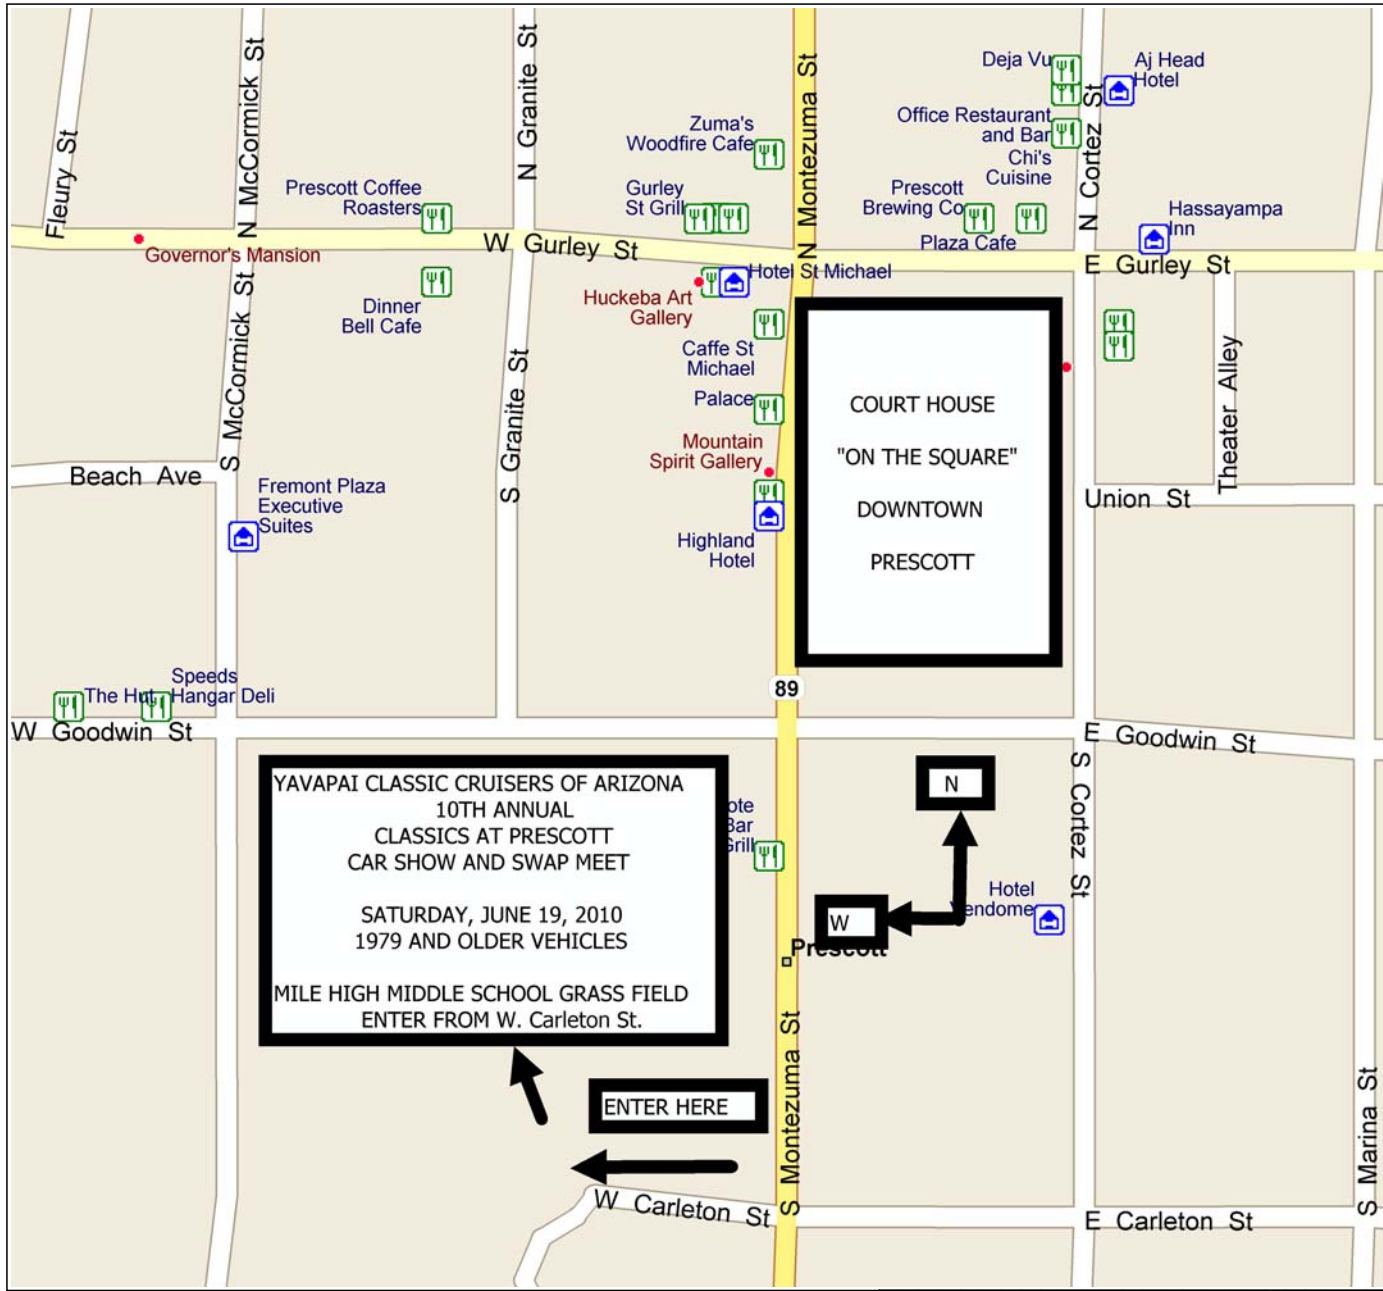 Fleury St
N McCormick St
N Granite St
N Montezuma St
Deja Vu
Aj Head
Hotel
Office Restaurant
and Bar
N Cortez St
Zuma's
Woodfire Cafe
Chi's
Cuisine
Prescott Coffee
Roasters
Gurley
St Grill
Prescott
Brewing Co
Plaza Cafe
Hassayampa
Inn
Governor's Mansion
W Gurley St
E Gurley St
Dinner
Bell Cafe
Huckeba Art
Gallery
Hotel St Michael
S McCormick St
S Granite St
Caffe St
Michael
Palace
Mountain
Spirit Gallery
Highland
Hotel
COURT HOUSE
"ON THE SQUARE"
DOWNTOWN
PRESCOTT
Theater Alley
Beach Ave
Fremont Plaza
Executive
Suites
Union St
The Hut
Speeds
Hangar Deli
89
W Goodwin St
E Goodwin St
YAVAPAI CLASSIC CRUISERS OF ARIZONA
10TH ANNUAL
CLASSICS AT PRESCOTT
CAR SHOW AND SWAP MEET
SATURDAY, JUNE 19, 2010
1979 AND OLDER VEHICLES
MILE HIGH MIDDLE SCHOOL GRASS FIELD
ENTER FROM W. Carleton St.
Bar
N
W
S Cortez St
Hotel
Vendome
Prescott
ENTER HERE
S Montezuma St
S Marina St
W Carleton St
E Carleton St